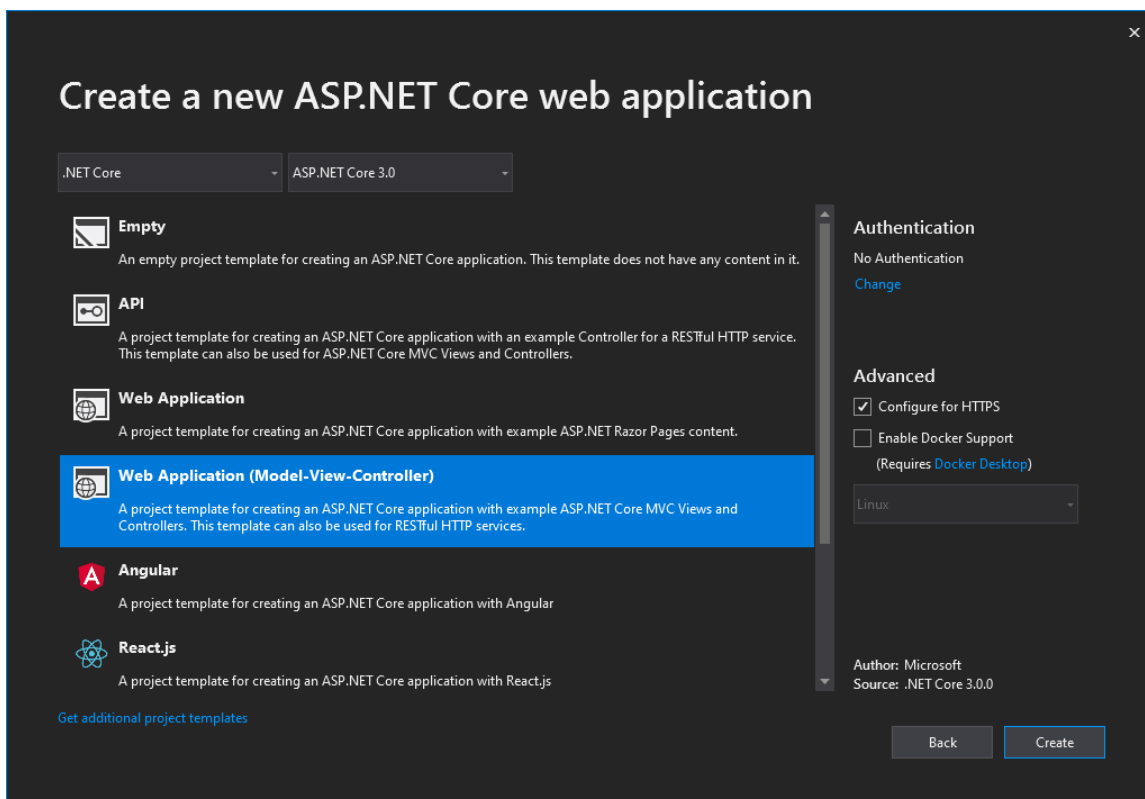 Create a new ASP.NET Core web application
.NET Core
ASP.NET Core 3.0
Empty
An empty project template for creating an ASP.NET Core application. This template does not have any content in it.
API
A project template for creating an ASP.NET Core application with an example Controller for a RESTful HTTP service.
This template can also be used for ASP.NET Core MVC Views and Controllers.
Web Application
A project template for creating an ASP.NET Core application with example ASP.NET Razor Pages content.
Web Application (Model-View-Controller)
A project template for creating an ASP.NET Core application with example ASP.NET Core MVC Views and
Controllers. This template can also be used for RESTful HTTP services.
Angular
A project template for creating an ASP.NET Core application with Angular
React.js
A project template for creating an ASP.NET Core application with React.js
Get additional project templates
Authentication
No Authentication
Change
Advanced
Configure for HTTPS
Enable Docker Support
(Requires Docker Desktop)
Linux
Author: Microsoft
Source: .NET Core 3.0.0
Back
Create